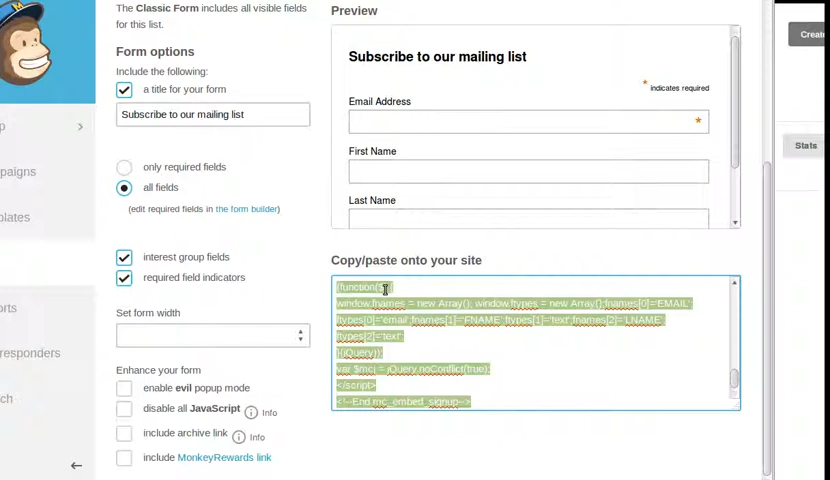 The Classic Form includes all visible fields
for this list.
Form options
Include the following:
a title for your form
Subscribe to our mailing list
only required fields
all fields
(edit required fields in the form builder)
interest group fields
required field indicators
Set form width
Enhance your form
enable evil popup mode
disable all JavaScript Info
include archive link Info
include MonkeyRewards link
Preview
Subscribe to our mailing list
* indicates required
Email Address
*
First Name
Last Name
Copy/paste onto your site
(function(
window.fnames = new Array(); window.ftypes = new Array();fnames[0]='EMAIL';
ftypes[0]='email';fnames[1]='FNAME';ftypes[1]='text';fnames[2]='LNAME';
ftypes[2]='text';
}(jQuery));
var $mcj = jQuery.noConflict(true);
</script>
<!--End mc_embed_signup-->
p
paigns
plates
orts
responders
ch
Create
Stats